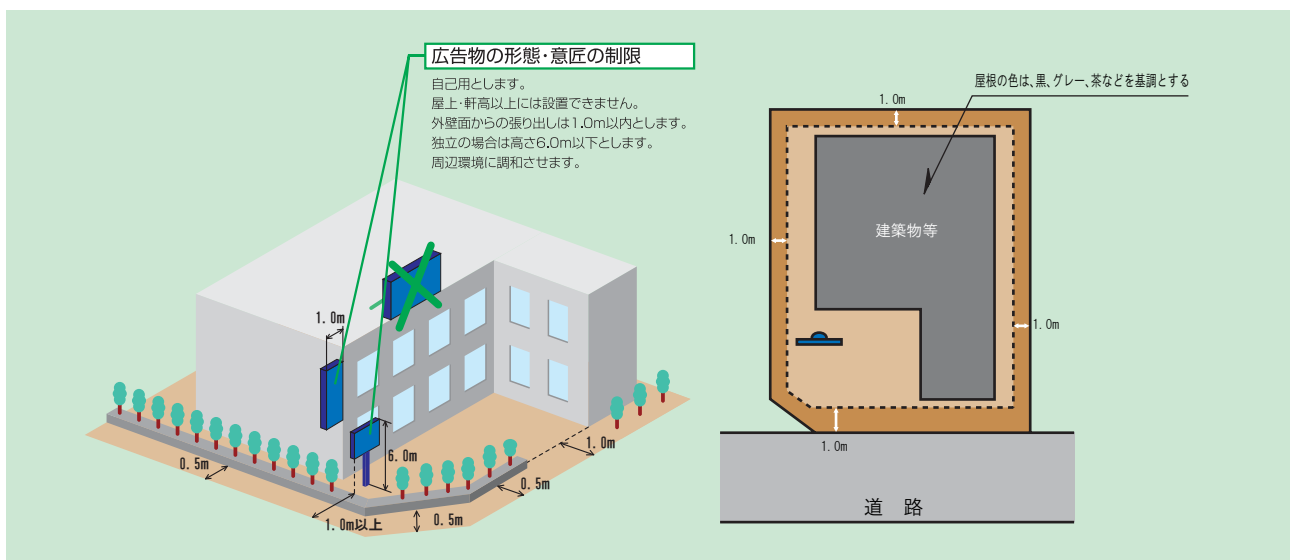 広告物の形態・意匠の制限
自己用とします。
屋上・軒高以上には設置できません。
外壁面からの張り出しは1.0m以内とします。
独立の場合は高さ6.0m以下とします。
周辺環境に調和させます。
1.0m
6.0m
0.5m
1.0m以上
0.5m
0.5m
1.0m
屋根の色は、黒、グレー、茶などを基調とする
1.0m
建築物等
1.0m
1.0m
1.0m
道 路